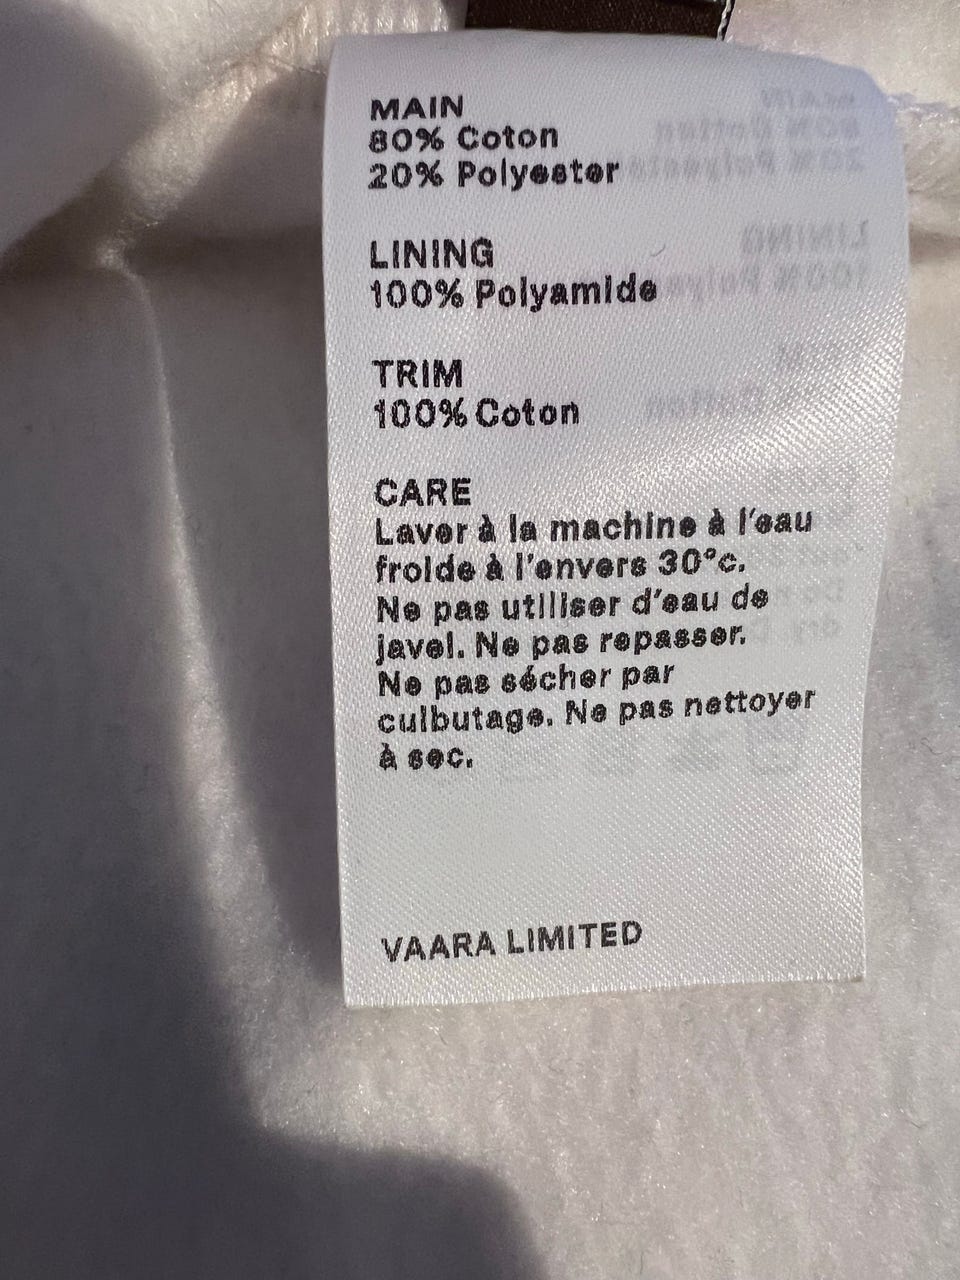 MAIN
80% Coton
20% Polyester
LINING
100% Polyamide
TRIM
100% Coton
CARE
Laver à la machine à l'eau
froide à l'envers 30°c.
Ne pas utiliser d'eau de
javel. Ne pas repasser.
Ne pas sécher par
culbutage. Ne pas nettoyer
à sec.
VAARA LIMITED